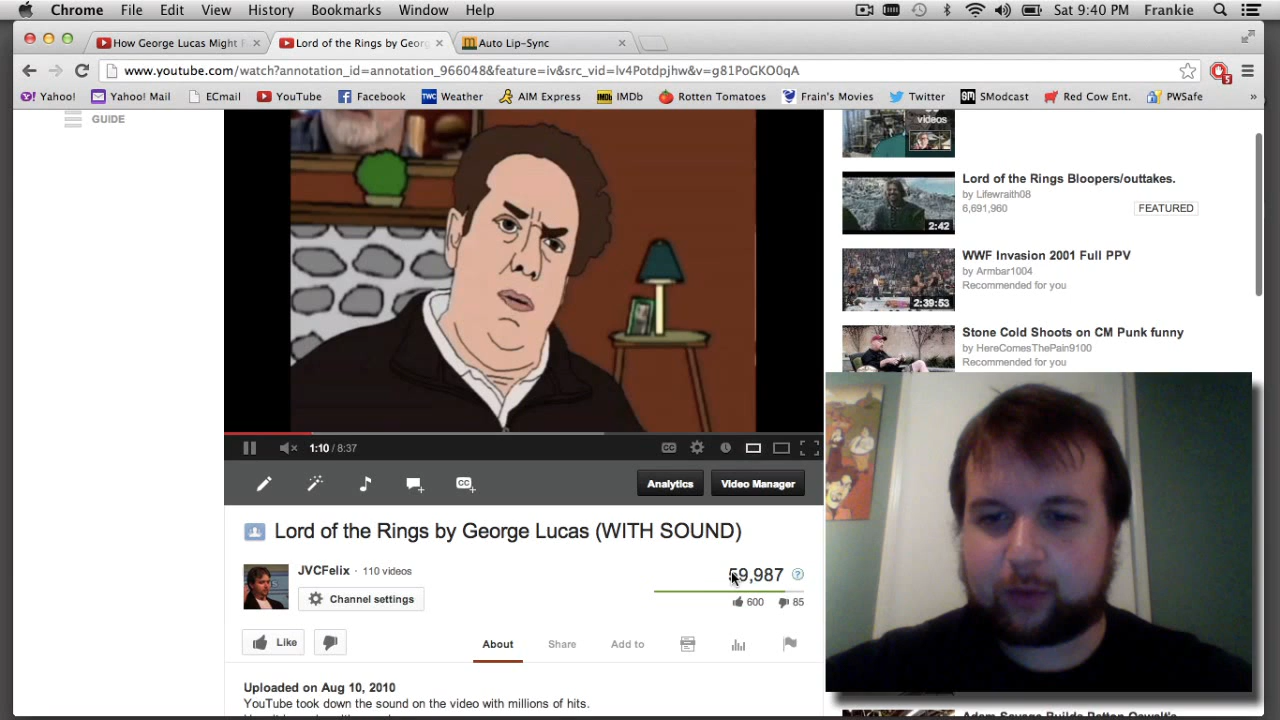 Chrome File Edit View History Bookmarks Window Help Sat 9:40 PM Frankie
How George Lucas Might Lord of the Rings by Georg Auto Lip-Sync
www.youtube.com/watch?annotation_id=annotation_966048&feature=iv&src_vid=lv4Potdpjhw&v=g81PoGKO0qA 5
Yahoo! Yahoo! Mail ECmail YouTube Facebook Weather AIM Express IMDb Rotten Tomatoes Frain's Movies Twitter SModcast Red Cow Ent. PWSafe »
GUIDE
videos
Lord of the Rings Bloopers/outtakes.
by Lifewraith08
6,691,960 FEATURED
2:42
WWF Invasion 2001 Full PPV
by Armbar1004
Recommended for you
2:39:53
Stone Cold Shoots on CM Punk funny
by HereComesThePain9100
Recommended for you
1:10 / 8:37 CC
CC Analytics Video Manager
Lord of the Rings by George Lucas (WITH SOUND)
JVCFelix · 110 videos
59,987 ?
Channel settings
600 85
Like
About Share Add to
Uploaded on Aug 10, 2010
YouTube took down the sound on the video with millions of hits.